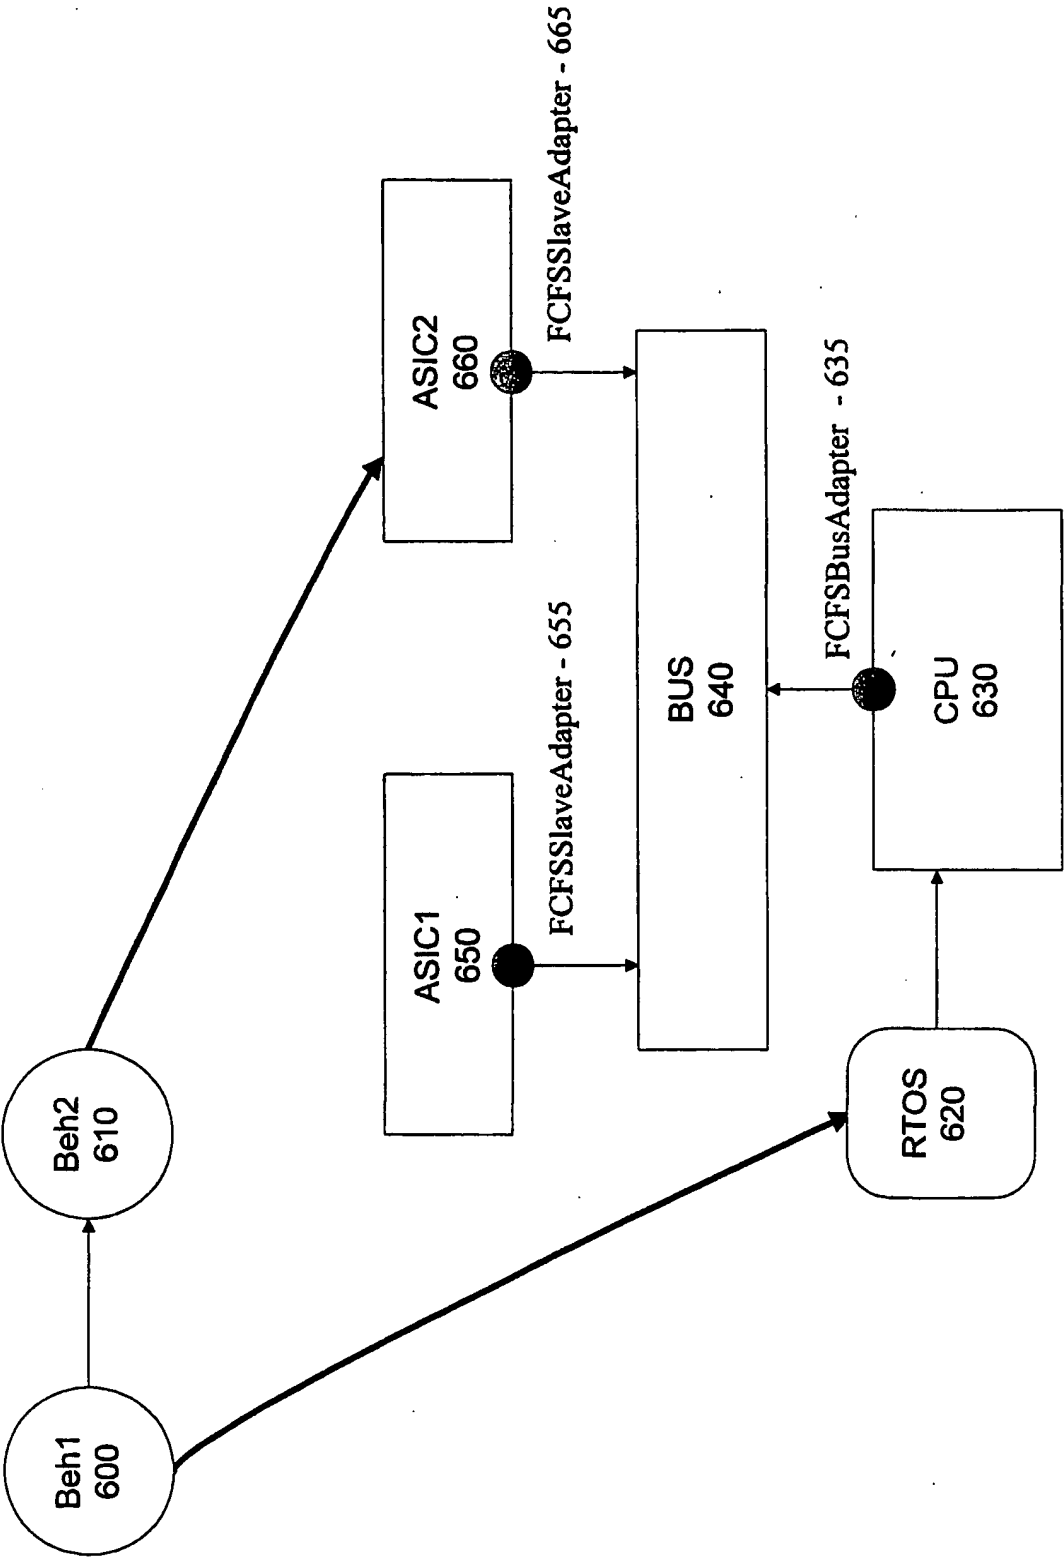 Beh1
600
Beh2
610
ASIC1
650
ASIC2
660
FCFSSlaveAdapter - 655
FCFSSlaveAdapter - 665
BUS
640
FCFSBusAdapter - 635
RTOS
620
CPU
630